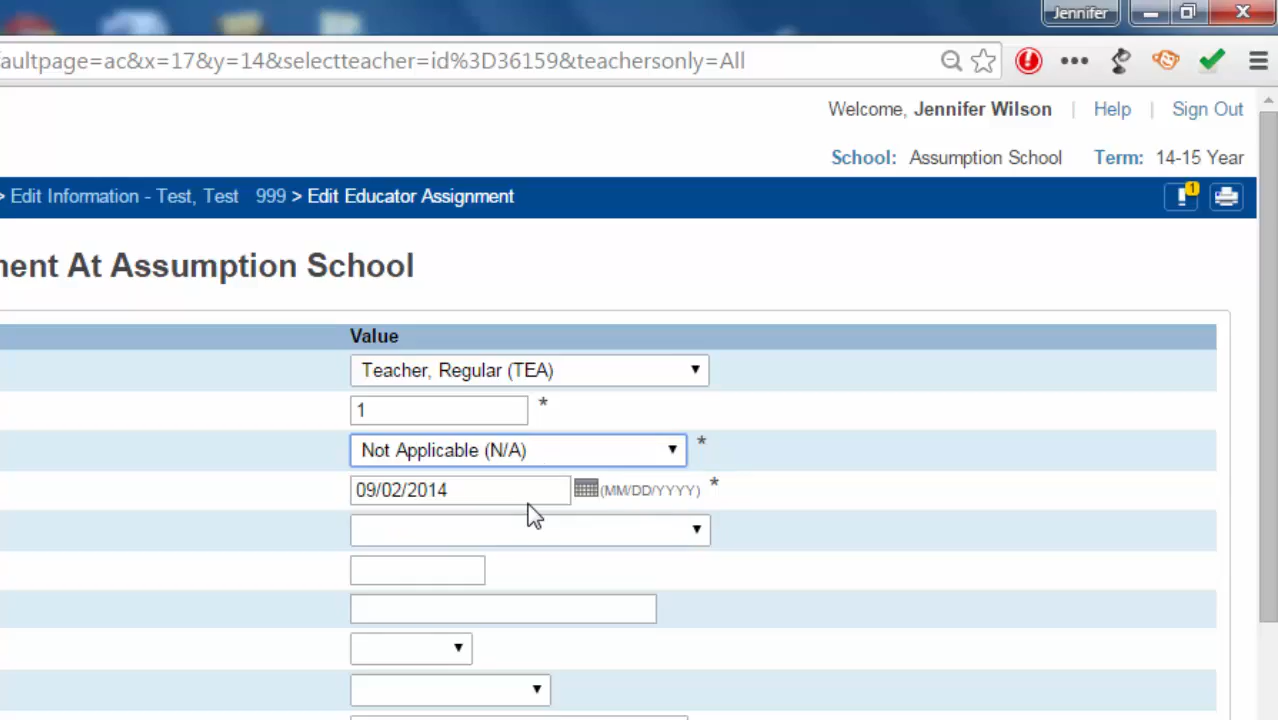 Jennifer
aultpage=ac&x=17&y=14&selectteacher=id%3D36159&teachersonly=All
Welcome, Jennifer Wilson | Help | Sign Out
School: Assumption School Term: 14-15 Year
> Edit Information - Test, Test 999 > Edit Educator Assignment
1
ment At Assumption School
Value
Teacher, Regular (TEA)
1 *
Not Applicable (N/A) *
09/02/2014 (MM/DD/YYYY) *